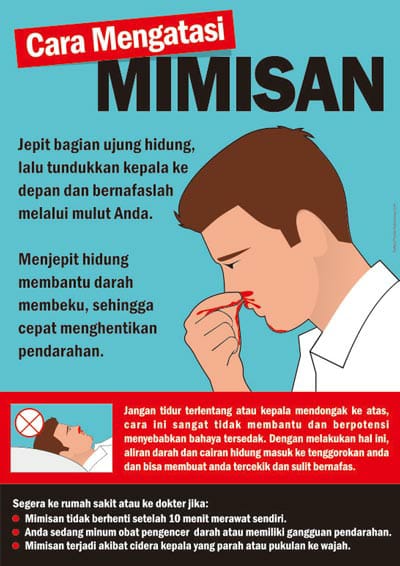 Cara Mengatasi
MIMISAN
Jepit bagian ujung hidung,
lalu tundukkan kepala ke
depan dan bernafaslah
melalui mulut Anda.
Menjepit hidung
membantu darah
membeku, sehingga
cepat menghentikan
pendarahan.
Jangan tidur terlentang atau kepala mendongak ke atas,
cara ini sangat tidak membantu dan berpotensi
menyebabkan bahaya tersedak. Dengan melakukan hal ini,
aliran darah dan cairan hidung masuk ke tenggorokan anda
dan bisa membuat anda tercekik dan sulit bernafas.
Segera ke rumah sakit atau ke dokter jika:
Mimisan tidak berhenti setelah 10 menit merawat sendiri.
Anda sedang minum obat pengencer darah atau memiliki gangguan pendarahan.
Mimisan terjadi akibat cidera kepala yang parah atau pukulan ke wajah.